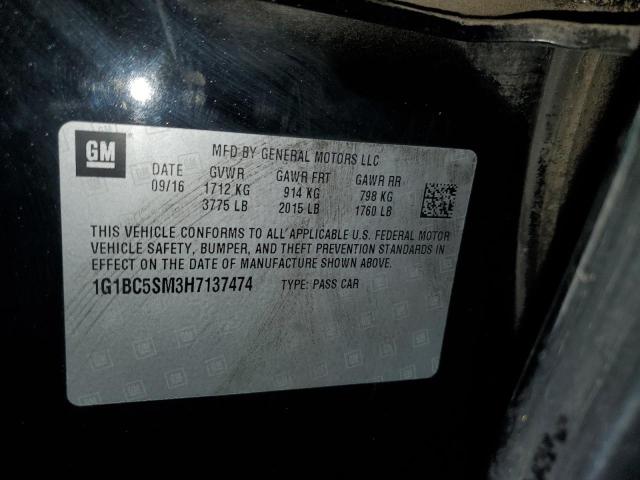 GM
MFD BY GENERAL MOTORS LLC
DATE GVWR GAWR FRT GAWR RR
09/16 1712 KG 914 KG 798 KG
3775 LB 2015 LB 1760 LB
THIS VEHICLE CONFORMS TO ALL APPLICABLE U.S. FEDERAL MOTOR
VEHICLE SAFETY, BUMPER, AND THEFT PREVENTION STANDARDS IN
EFFECT ON THE DATE OF MANUFACTURE SHOWN ABOVE.
1G1BC5SM3H7137474 TYPE: PASS CAR